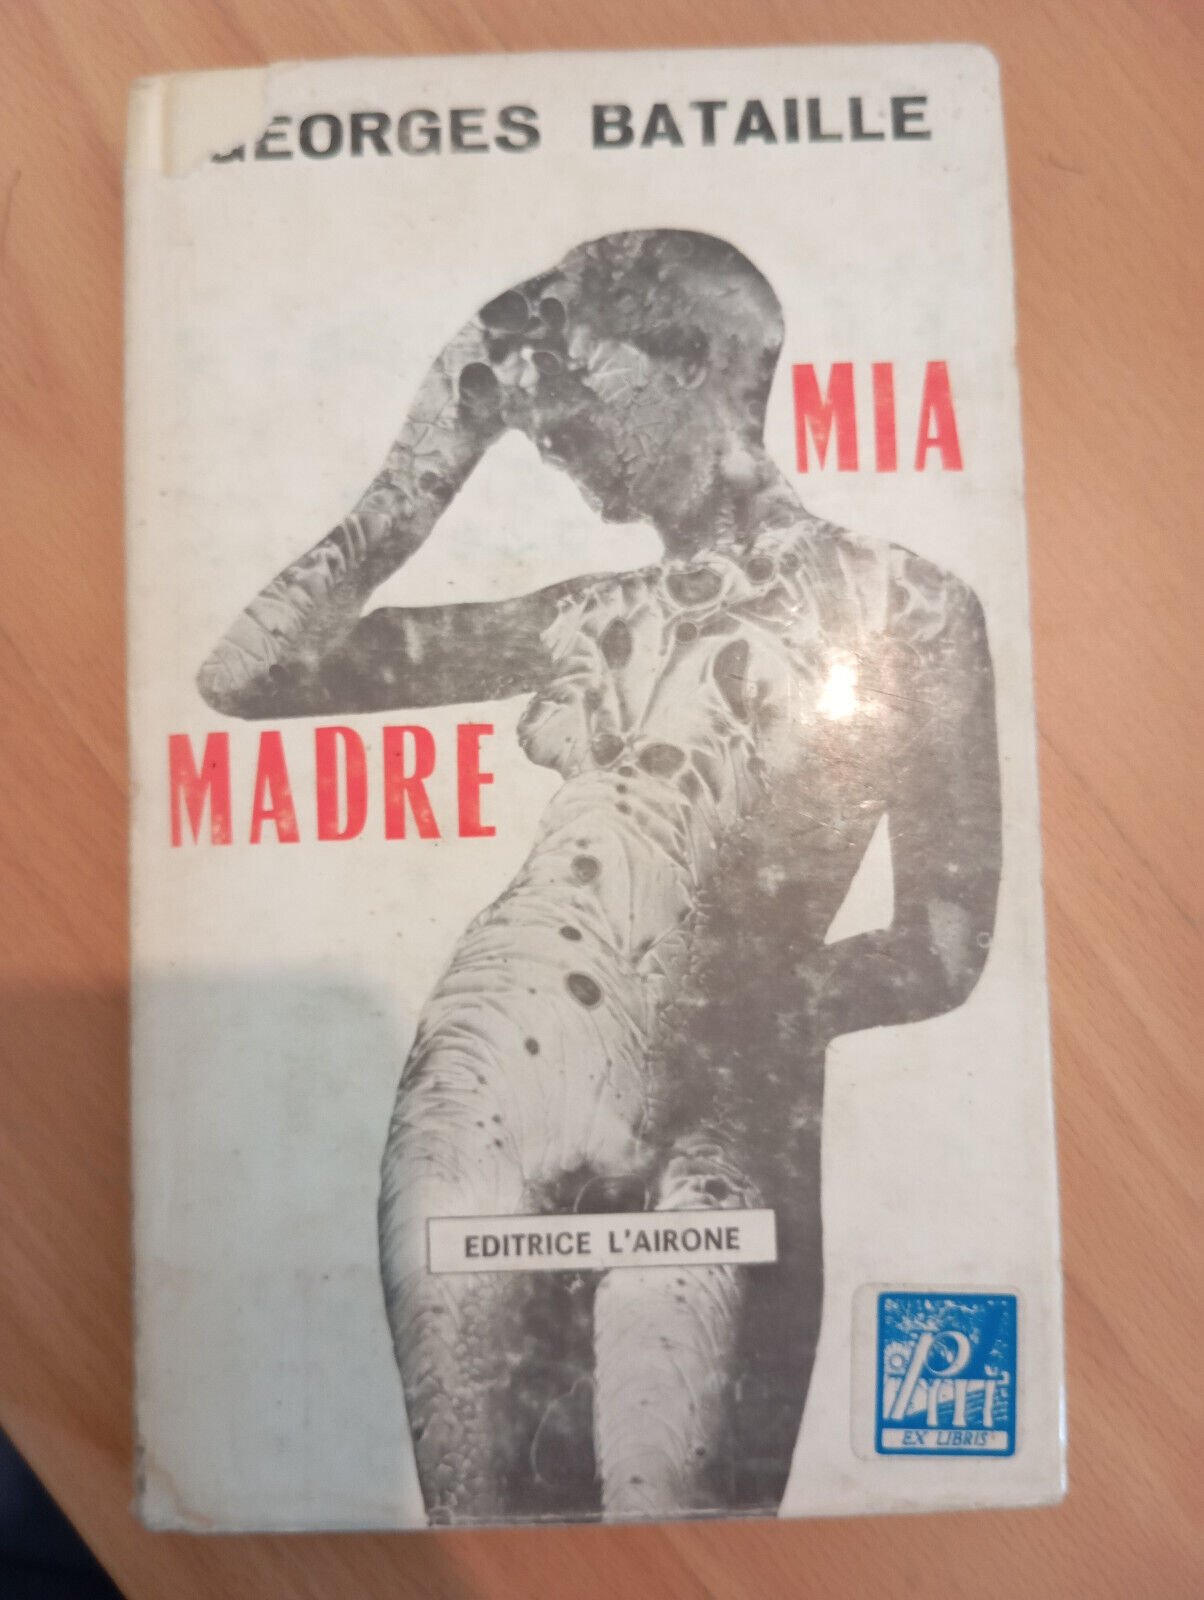 GEORGES BATAILLE
MIA
MADRE
EDITRICE L'AIRONE
EX LIBRIS